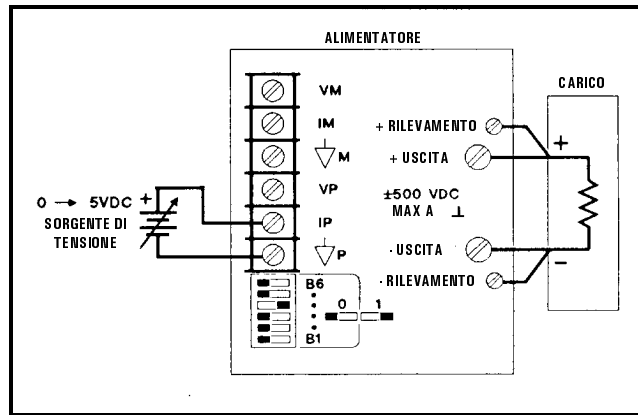 ALIMENTATORE
CARICO
VM
IM
+ RILEVAMENTO
+
M
+ USCITA
0 → 5VDC +
SORGENTE DI
TENSIONE
VP
±500 VDC
MAX A ⊥
IP
P
- USCITA
- RILEVAMENTO
−
B6
0 1
B1